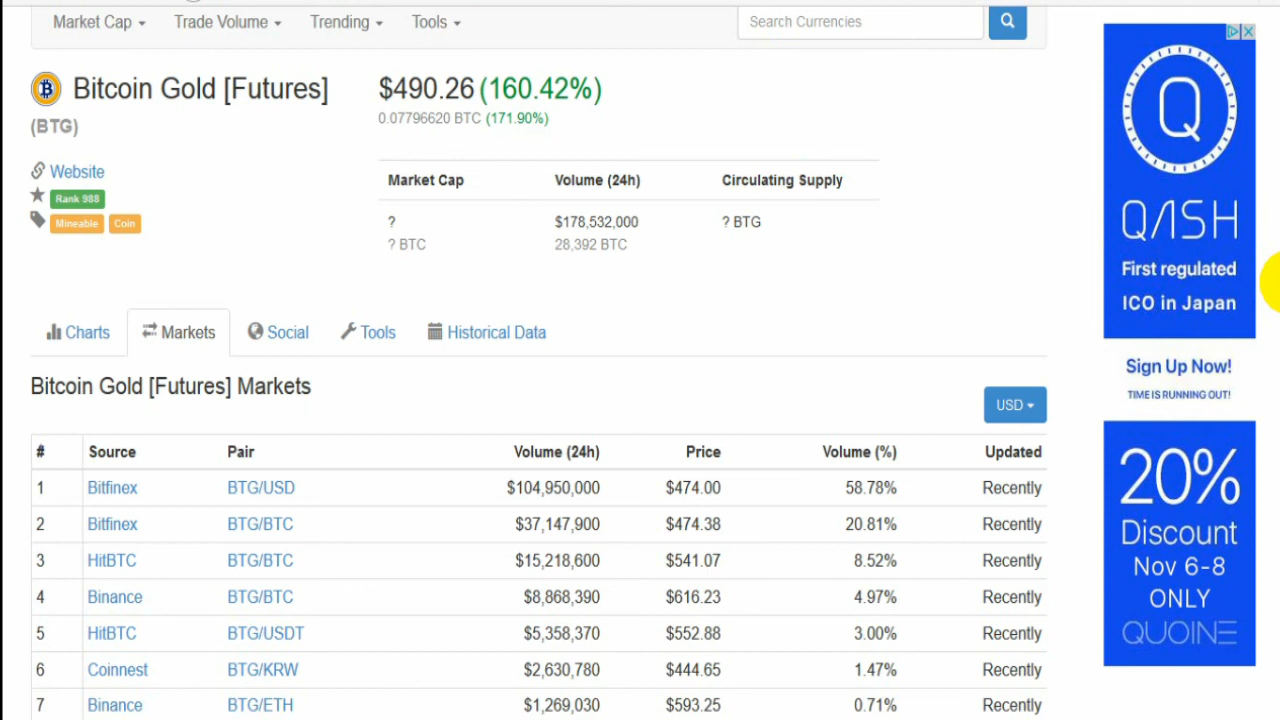 Market Cap Trade Volume Trending Tools Search Currencies
Bitcoin Gold [Futures] $490.26 (160.42%)
(BTG) 0.07796620 BTC (171.90%)
Website
Rank 988
Mineable Coin
Market Cap Volume (24h) Circulating Supply
? $178,532,000 ? BTG
? BTC 28,392 BTC
Charts Markets Social Tools Historical Data
Bitcoin Gold [Futures] Markets
USD
# Source Pair Volume (24h) Price Volume (%) Updated
1 Bitfinex BTG/USD $104,950,000 $474.00 58.78% Recently
2 Bitfinex BTG/BTC $37,147,900 $474.38 20.81% Recently
3 HitBTC BTG/BTC $15,218,600 $541.07 8.52% Recently
4 Binance BTG/BTC $8,868,390 $616.23 4.97% Recently
5 HitBTC BTG/USDT $5,358,370 $552.88 3.00% Recently
6 Coinnest BTG/KRW $2,630,780 $444.65 1.47% Recently
7 Binance BTG/ETH $1,269,030 $593.25 0.71% Recently
Q
QASH
First regulated
ICO in Japan
Sign Up Now!
TIME IS RUNNING OUT!
20%
Discount
Nov 6-8
ONLY
QUOINE